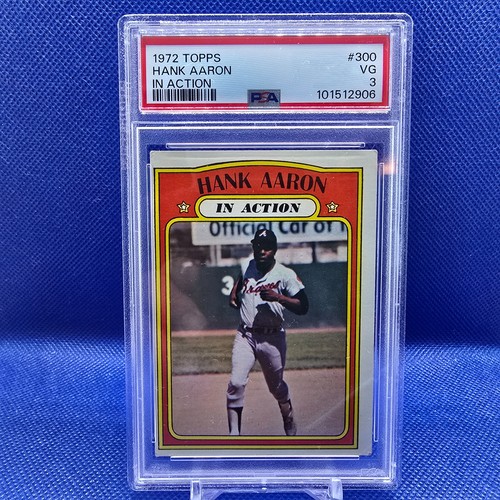 1972 TOPPS #300
HANK AARON VG
IN ACTION 3
PSA 101512906
HANK AARON
IN ACTION
Official Car of
A
3
Braves